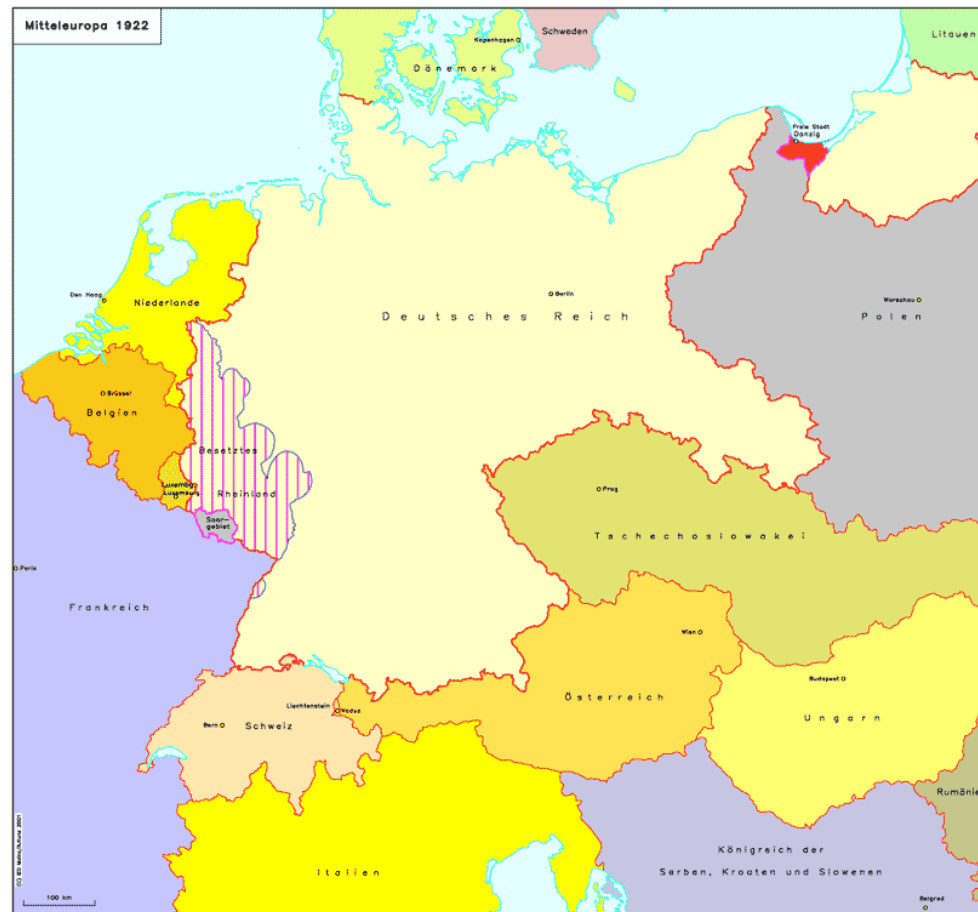 Mitteleuropa 1922
Schweden
Kopenhagen
Dänemark
Litauen
Freie Stadt
Danzig
Den Haag
Niederlande
Berlin
Deutsches Reich
Warschau
Polen
Brüssel
Belgien
Besetztes
Rheinland
Luxemburg
Saar-
gebiet
Prag
Tschechoslowakei
Paris
Frankreich
Wien
Budapest
Österreich
Ungarn
Liechtenstein
Vaduz
Bern
Schweiz
Rumänie
Italien
Königreich der
Serben, Kroaten und Slowenen
Belgrad
100 km